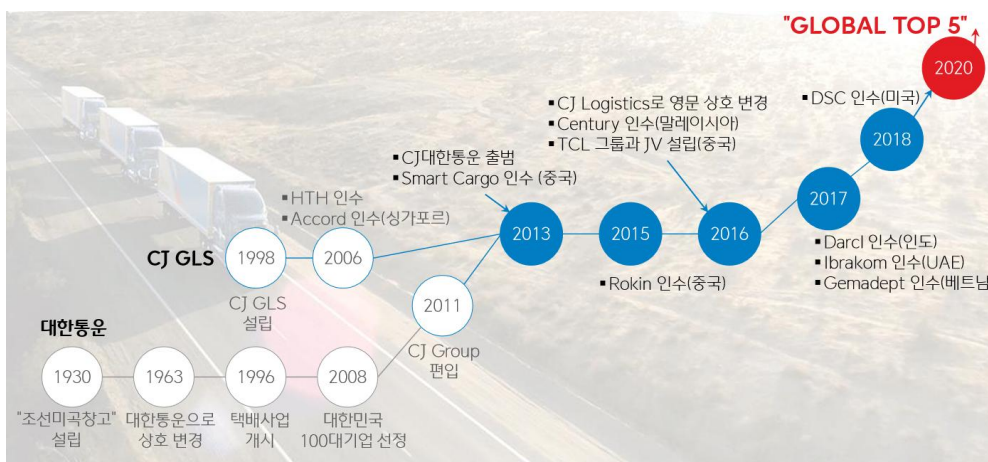 "GLOBAL TOP 5"
2020
▪DSC 인수(미국)
2018
▪CJ Logistics로 영문 상호 변경
▪Century 인수(말레이시아)
▪TCL 그룹과 JV 설립(중국)
▪CJ대한통운 출범
▪Smart Cargo 인수 (중국)
▪HTH 인수
▪Accord 인수(싱가포르)
CJ GLS
1998
2006
2013
2015
2016
2017
CJ GLS
설립
▪Rokin 인수(중국)
▪Darcl 인수(인도)
▪Ibrakom 인수(UAE)
▪Gemadept 인수(베트남
2011
CJ Group
편입
대한통운
1930
1963
1996
2008
"조선미곡창고"
설립
대한통운으로
상호 변경
택배사업
개시
대한민국
100대기업 선정